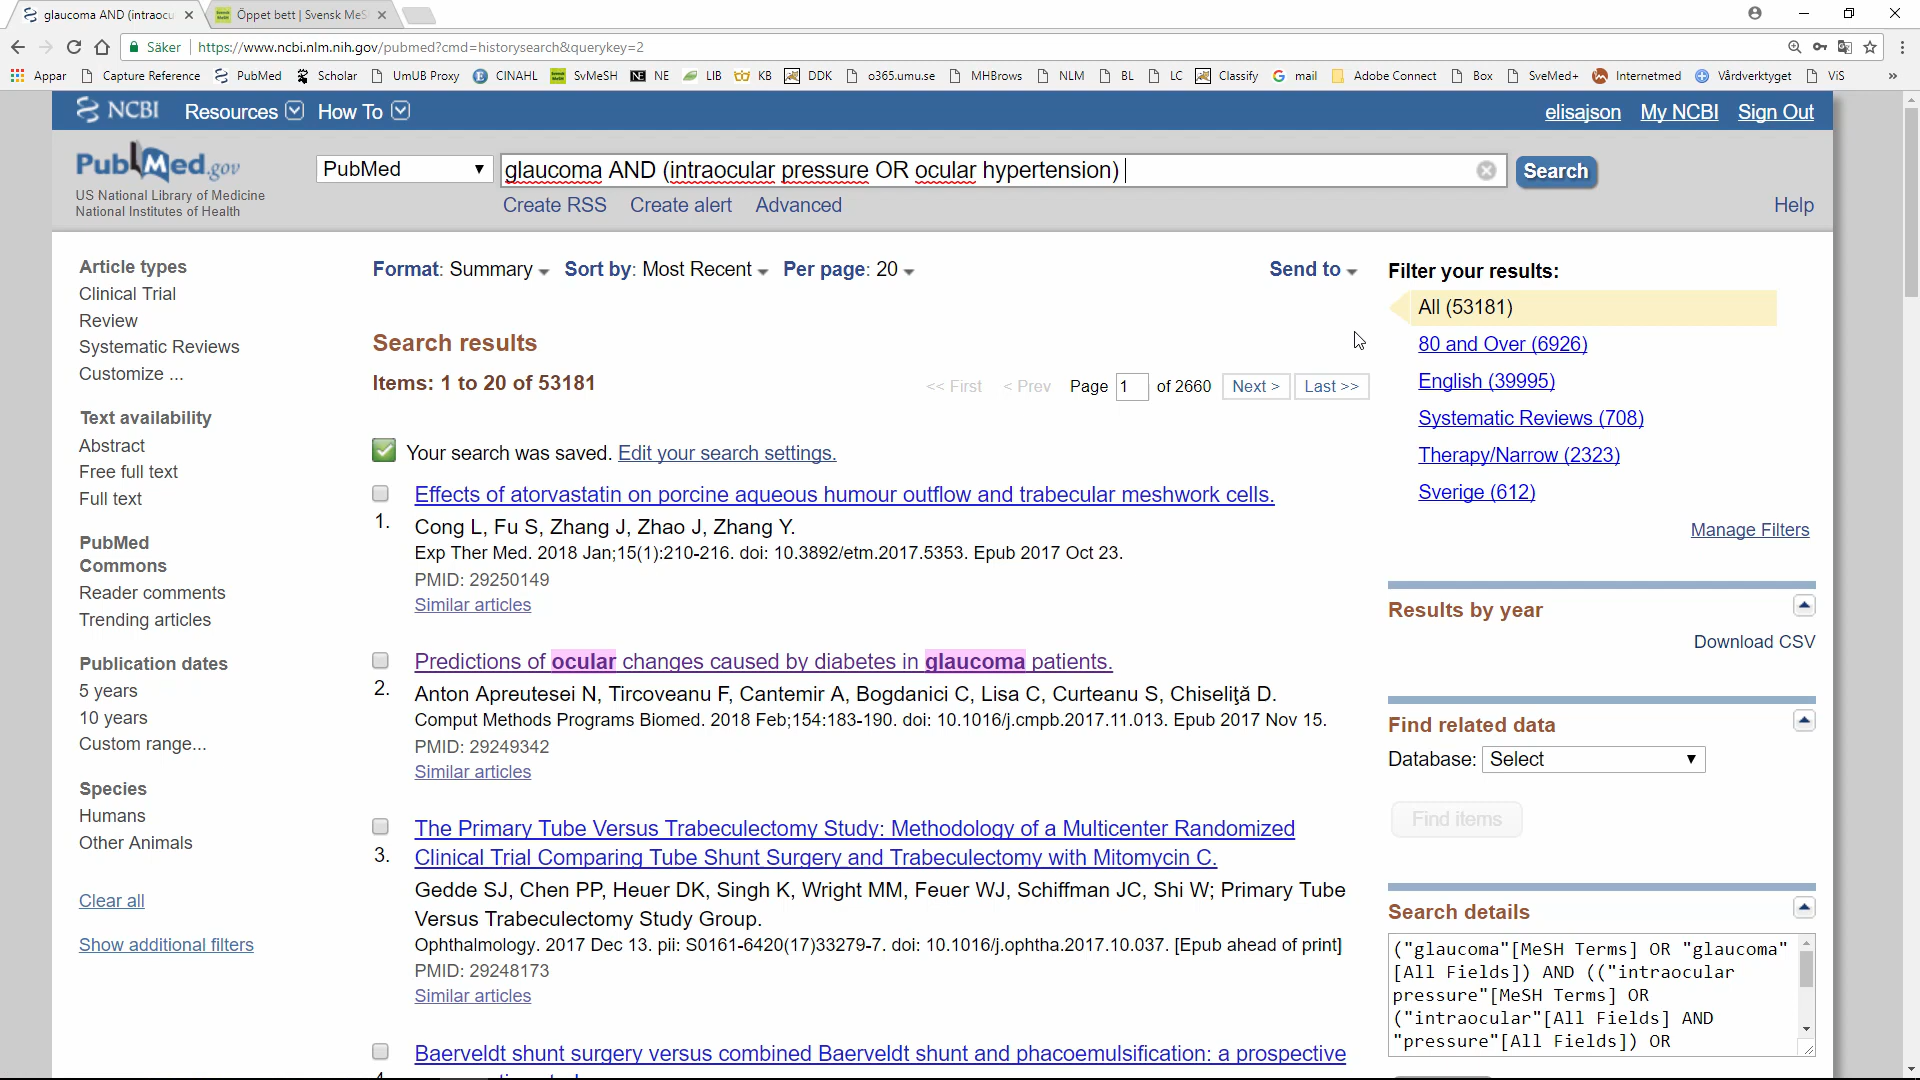 glaucoma AND (intraocu
Öppet bett | Svensk MeS
Säker
https://www.ncbi.nlm.nih.gov/pubmed?cmd=historysearch&querykey=2
Appar Capture Reference PubMed Scholar UmUB Proxy CINAHL SvMeSH NE NE LIB KB DDK o365.umu.se MHBrows NLM BL LC Classify mail Adobe Connect Box SveMed+ Internetmed Vårdverktyget ViS »
NCBI Resources How To elisajson My NCBI Sign Out
PubMed.gov
US National Library of Medicine
National Institutes of Health
PubMed
glaucoma AND (intraocular pressure OR ocular hypertension)
Search
Create RSS Create alert Advanced
Help
Article types
Clinical Trial
Review
Systematic Reviews
Customize ...
Text availability
Abstract
Free full text
Full text
PubMed
Commons
Reader comments
Trending articles
Publication dates
5 years
10 years
Custom range...
Species
Humans
Other Animals
Clear all
Show additional filters
Format: Summary Sort by: Most Recent Per page: 20 Send to
Search results
Items: 1 to 20 of 53181
<< First < Prev Page 1 of 2660 Next > Last >>
Your search was saved. Edit your search settings.
Effects of atorvastatin on porcine aqueous humour outflow and trabecular meshwork cells.
1. Cong L, Fu S, Zhang J, Zhao J, Zhang Y.
Exp Ther Med. 2018 Jan;15(1):210-216. doi: 10.3892/etm.2017.5353. Epub 2017 Oct 23.
PMID: 29250149
Similar articles
Predictions of ocular changes caused by diabetes in glaucoma patients.
2. Anton Apreutesei N, Tircoveanu F, Cantemir A, Bogdanici C, Lisa C, Curteanu S, Chiseliţă D.
Comput Methods Programs Biomed. 2018 Feb;154:183-190. doi: 10.1016/j.cmpb.2017.11.013. Epub 2017 Nov 15.
PMID: 29249342
Similar articles
The Primary Tube Versus Trabeculectomy Study: Methodology of a Multicenter Randomized
3. Clinical Trial Comparing Tube Shunt Surgery and Trabeculectomy with Mitomycin C.
Gedde SJ, Chen PP, Heuer DK, Singh K, Wright MM, Feuer WJ, Schiffman JC, Shi W; Primary Tube
Versus Trabeculectomy Study Group.
Ophthalmology. 2017 Dec 13. pii: S0161-6420(17)33279-7. doi: 10.1016/j.ophtha.2017.10.037. [Epub ahead of print]
PMID: 29248173
Similar articles
Baerveldt shunt surgery versus combined Baerveldt shunt and phacoemulsification: a prospective
Filter your results:
All (53181)
80 and Over (6926)
English (39995)
Systematic Reviews (708)
Therapy/Narrow (2323)
Sverige (612)
Manage Filters
Results by year
Download CSV
Find related data
Database: Select
Find items
Search details
("glaucoma"[MeSH Terms] OR "glaucoma"
[All Fields]) AND (("intraocular
pressure"[MeSH Terms] OR
("intraocular"[All Fields] AND
"pressure"[All Fields]) OR